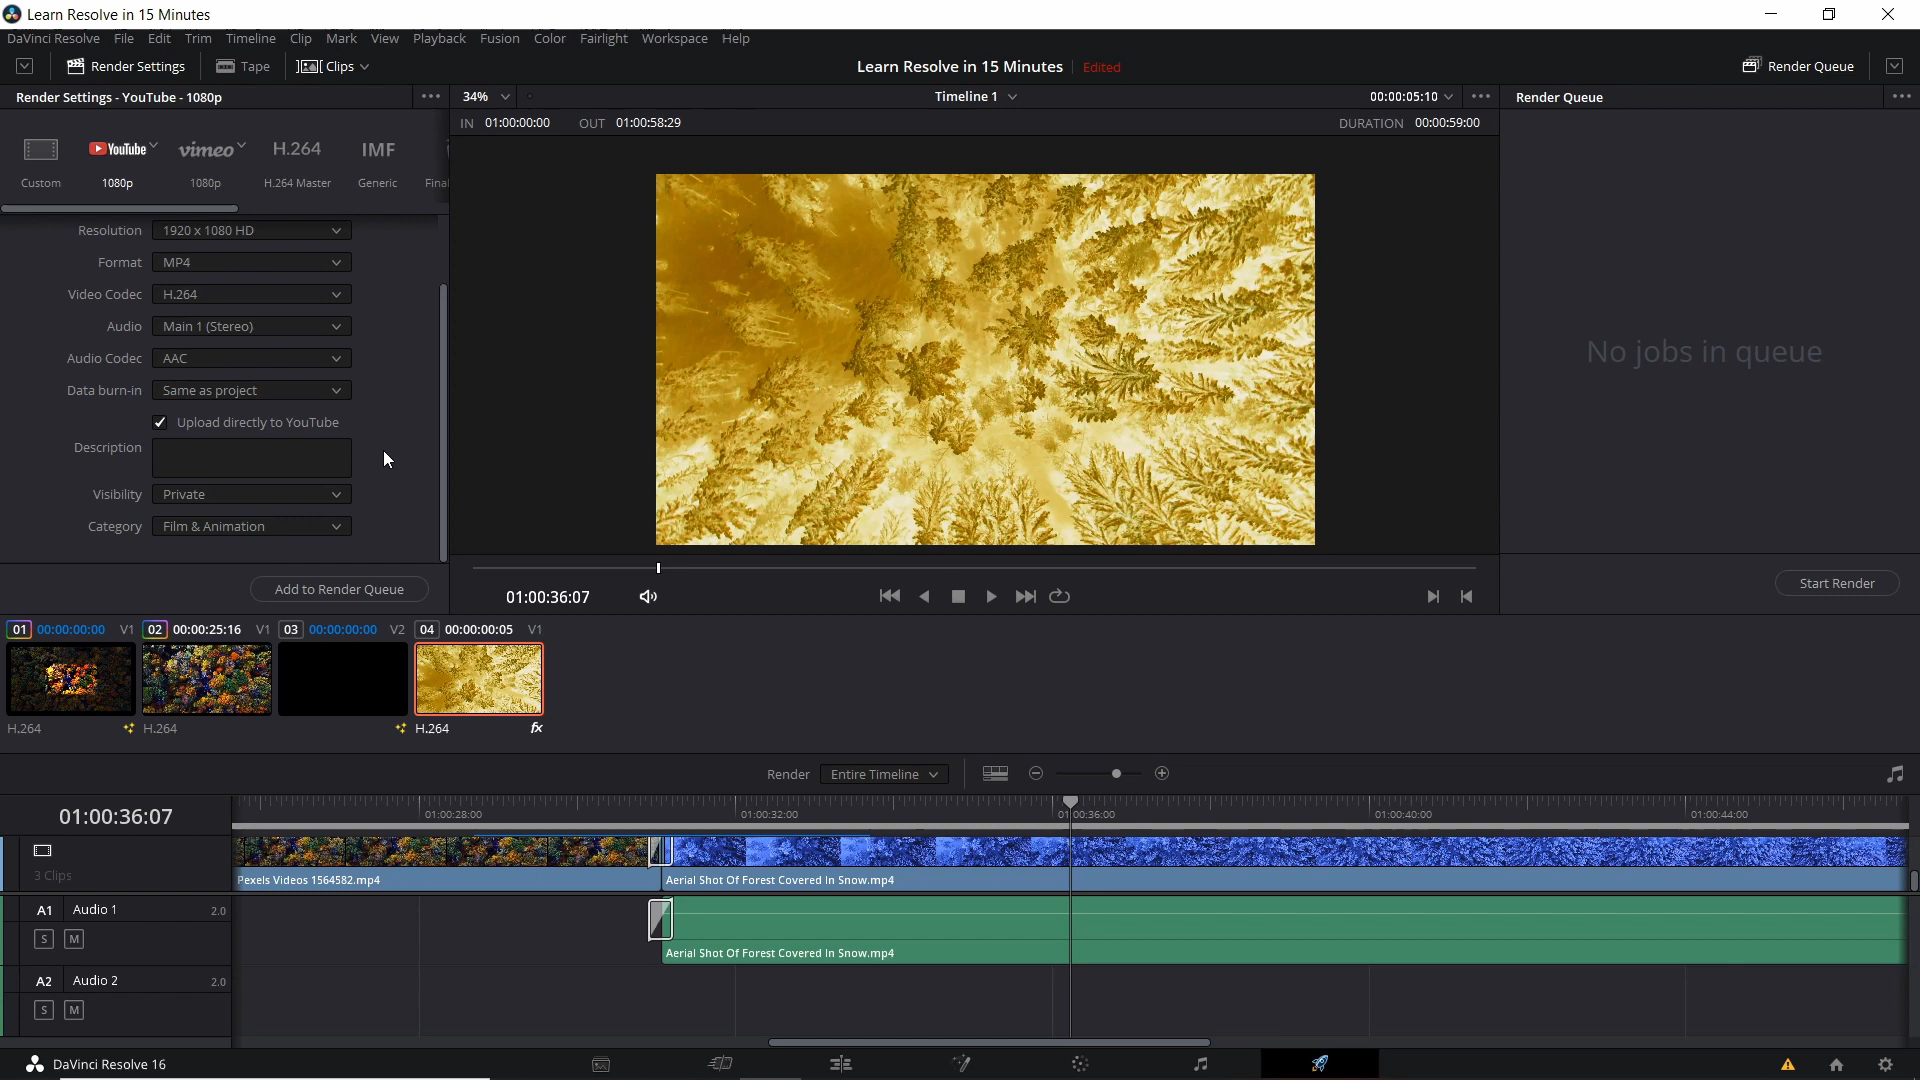 Learn Resolve in 15 Minutes
DaVinci Resolve File Edit Trim Timeline Clip Mark View Playback Fusion Color Fairlight Workspace Help
Render Settings Tape Clips Learn Resolve in 15 Minutes Edited Render Queue
Render Settings - YouTube - 1080p 34% Timeline 1 00:00:05:10 Render Queue
IN 01:00:00:00 OUT 01:00:58:29 DURATION 00:00:59:00
YouTube vimeo H.264 IMF
Custom 1080p 1080p H.264 Master Generic Final
Resolution 1920 x 1080 HD
Format MP4
Video Codec H.264
Audio Main 1 (Stereo)
Audio Codec AAC
Data burn-in Same as project
Upload directly to YouTube
Description
Visibility Private
Category Film & Animation
No jobs in queue
Add to Render Queue 01:00:36:07 Start Render
01 00:00:00:00 V1 02 00:00:25:16 V1 03 00:00:00:00 V2 04 00:00:00:05 V1
H.264 H.264 H.264 fx
Render Entire Timeline
01:00:36:07 01:00:28:00 01:00:32:00 01:00:36:00 01:00:40:00 01:00:44:00
3 Clips
Pexels Videos 1564582.mp4 Aerial Shot Of Forest Covered In Snow.mp4
A1 Audio 1 2.0
S M
Aerial Shot Of Forest Covered In Snow.mp4
A2 Audio 2 2.0
S M
DaVinci Resolve 16